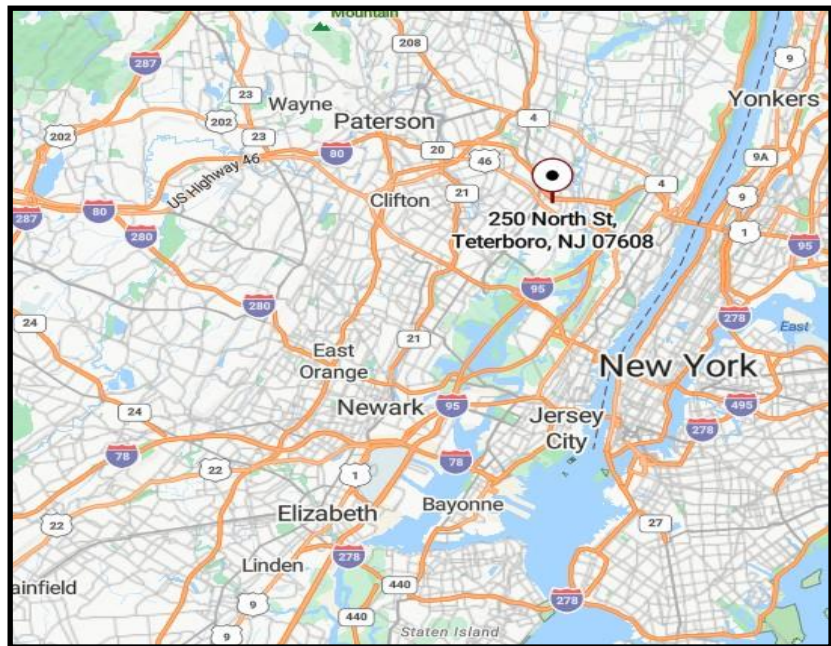 Mountain
208
287
9
23
Wayne
Yonkers
202
Paterson
4
202
23
20
46
80
9A
US Highway 46
4
Clifton
21
9
287
80
250 North St,
Teterboro, NJ 07608
1
280
95
95
280
278
24
21
East
East
Orange
New York
Newark
95
495
24
Jersey
City
278
78
78
22
1
Elizabeth
Bayonne
22
27
Linden
278
ainfield
440
278
9
440
9
Staten Island